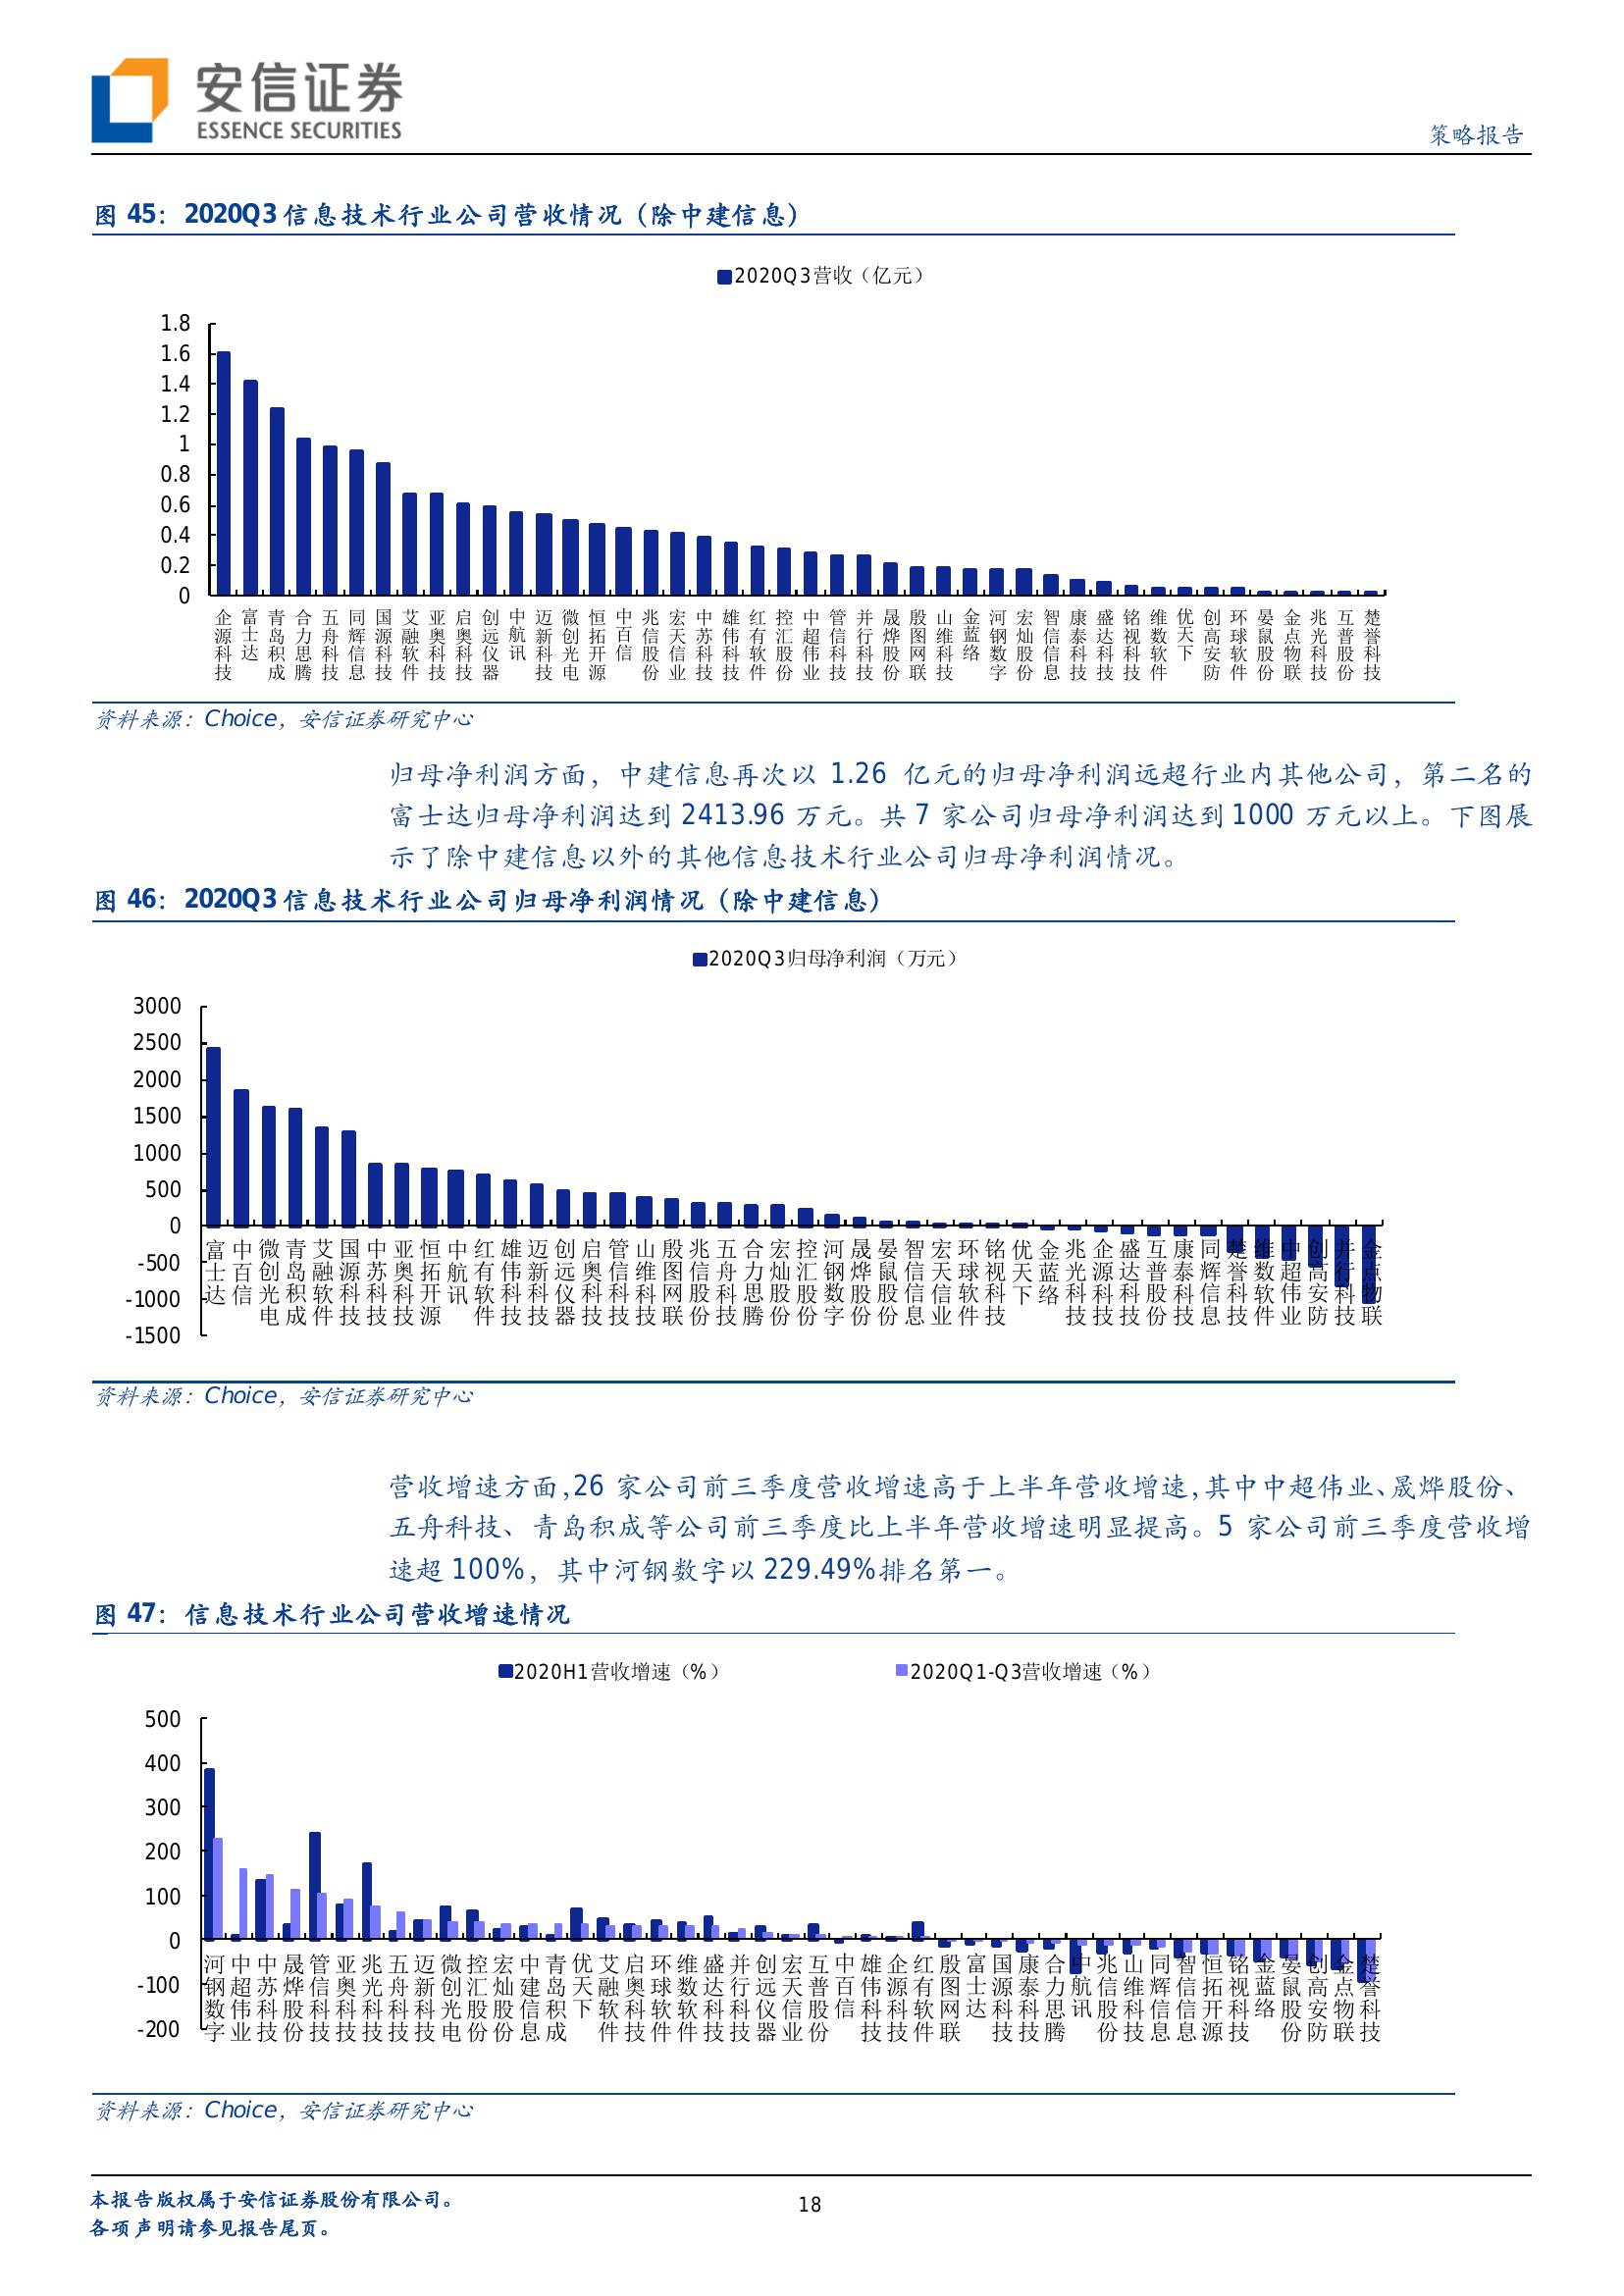 安信证券
ESSENCE SECURITIES
策略报告
图 45：2020Q3 信息技术行业公司营收情况（除中建信息）
2020Q3营收（亿元）
1.8
1.6
1.4
1.2
1
0.8
0.6
0.4
0.2
0
企源科技 富士达 青岛积成 合力思腾 五舟科技 同辉信息 国源科技 艾融软件 亚奥科技 启奥科技 创远仪器 中航讯 迈新科技 微创光电 恒拓开源 中百信 兆信股份 宏天信业 中苏科技 雄伟科技 红有软件 控汇股份 中超伟业 管信科技 并行科技 晟烨股份 殷图网联 山维科技 金蓝络 河钢数字 宏灿股份 智信信息 康泰科技 盛达科技 铭视科技 维数软件 优天下 创高安防 环球软件 晏鼠股份 金点物联 兆光科技 互普股份 楚誉科技
资料来源：Choice，安信证券研究中心
归母净利润方面，中建信息再次以 1.26 亿元的归母净利润远超行业内其他公司，第二名的
富士达归母净利润达到 2413.96 万元。共 7 家公司归母净利润达到 1000 万元以上。下图展
示了除中建信息以外的其他信息技术行业公司归母净利润情况。
图 46：2020Q3 信息技术行业公司归母净利润情况（除中建信息）
2020Q3归母净利润（万元）
3000
2500
2000
1500
1000
500
0
-500
-1000
-1500
富士达 中百信 微创光电 青岛积成 艾融软件 国源科技 中苏科技 亚奥科技 恒拓开源 中航讯 红有软件 雄伟科技 迈新科技 创远仪器 启奥科技 管信科技 山维科技 殷图网联 兆信股份 五舟科技 合力思腾 宏灿股份 控汇股份 河钢数字 晟烨股份 晏鼠股份 智信信息 宏天信业 环球软件 铭视科技 优天下 金蓝络 兆光科技 企源科技 盛达科技 互普股份 康泰科技 同辉信息 楚誉科技 维数软件 中超伟业 创高安防 并行科技 金点物联
资料来源：Choice，安信证券研究中心
营收增速方面，26 家公司前三季度营收增速高于上半年营收增速，其中中超伟业、晟烨股份、
五舟科技、青岛积成等公司前三季度比上半年营收增速明显提高。5 家公司前三季度营收增
速超 100%，其中河钢数字以 229.49%排名第一。
图 47：信息技术行业公司营收增速情况
2020H1营收增速（%） 2020Q1-Q3营收增速（%）
500
400
300
200
100
0
-100
-200
河钢数字 中超伟业 中苏科技 晟烨股份 管信科技 亚奥科技 兆光科技 五舟科技 迈新科技 微创光电 控汇股份 宏灿股份 中建信息 青岛积成 优天下 艾融软件 启奥科技 环球软件 维数软件 盛达科技 并行科技 创远仪器 宏天信业 互普股份 中百信 雄伟科技 企源科技 红有软件 殷图网联 富士达 国源科技 康泰科技 合力思腾 中航讯 兆信股份 山维科技 同辉信息 智信信息 恒拓开源 铭视科技 金蓝络 晏鼠股份 创高安防 金点物联 楚誉科技
资料来源：Choice，安信证券研究中心
本报告版权属于安信证券股份有限公司。
18
各项声明请参见报告尾页。